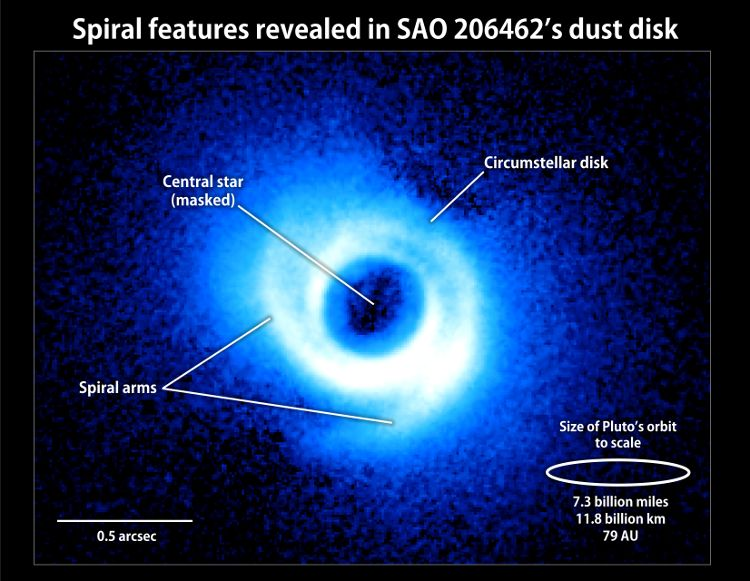 Spiral features revealed in SAO 206462's dust disk
Circumstellar disk
Central star
(masked)
Spiral arms
Size of Pluto's orbit
to scale
7.3 billion miles
11.8 billion km
79 AU
0.5 arcsec